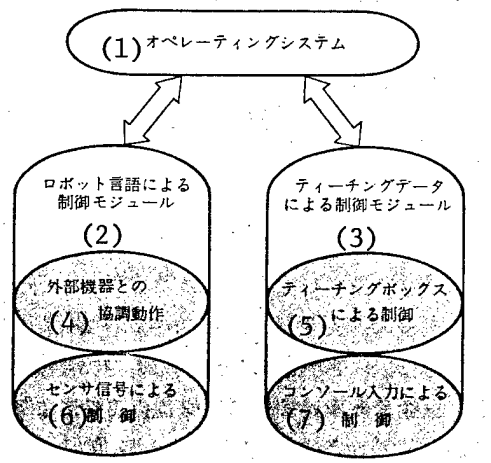 (1)オペレーティングシステム
ロボット言語による
制御モジュール
(2)
外部機器との
(4)協調動作
センサ信号による
(6)制御
ティーチングデータ
による制御モジュール
(3)
ティーチングボックス
(5)による制御
コンソール入力による
(7)制御